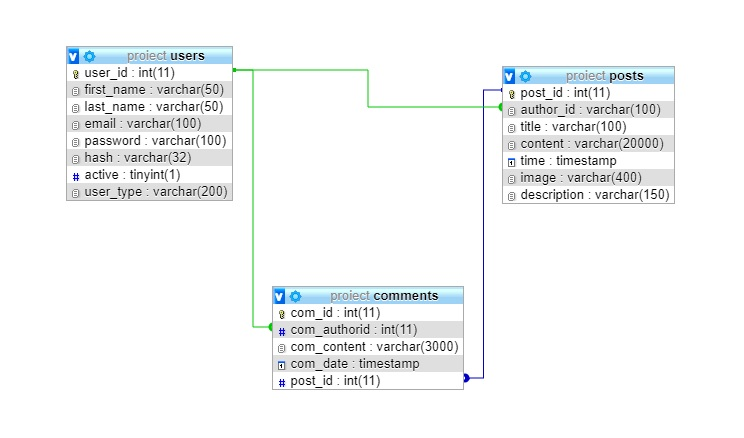 proiect users
user_id : int(11)
first_name : varchar(50)
last_name : varchar(50)
email : varchar(100)
password : varchar(100)
hash : varchar(32)
active : tinyint(1)
user_type : varchar(200)
proiect posts
post_id : int(11)
author_id : varchar(100)
title : varchar(100)
content : varchar(20000)
time : timestamp
image : varchar(400)
description : varchar(150)
proiect comments
com_id : int(11)
com_authorid : int(11)
com_content : varchar(3000)
com_date : timestamp
post_id : int(11)